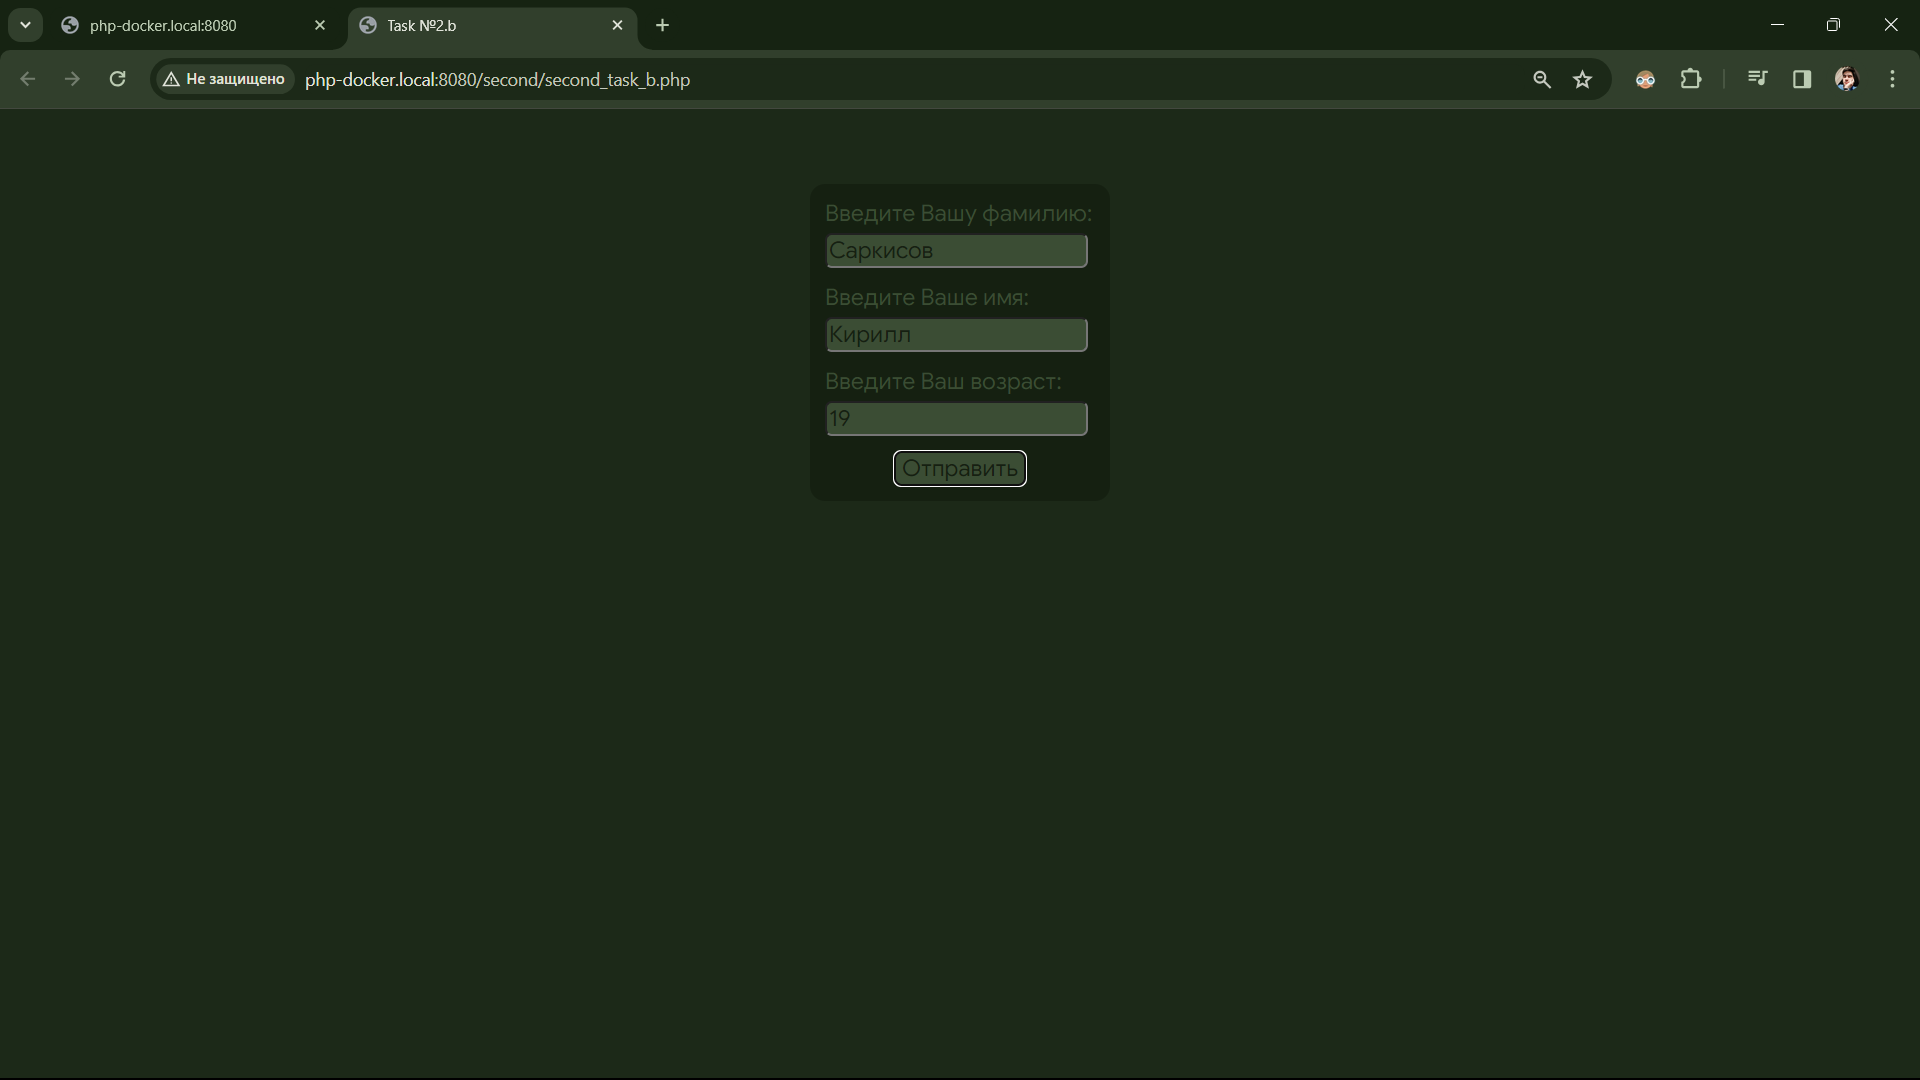 php-docker.local:8080
Task №2.b
Не защищено
php-docker.local:8080/second/second_task_b.php
Введите Вашу фамилию:
Саркисов
Введите Ваше имя:
Кирилл
Введите Ваш возраст:
19
Отправить